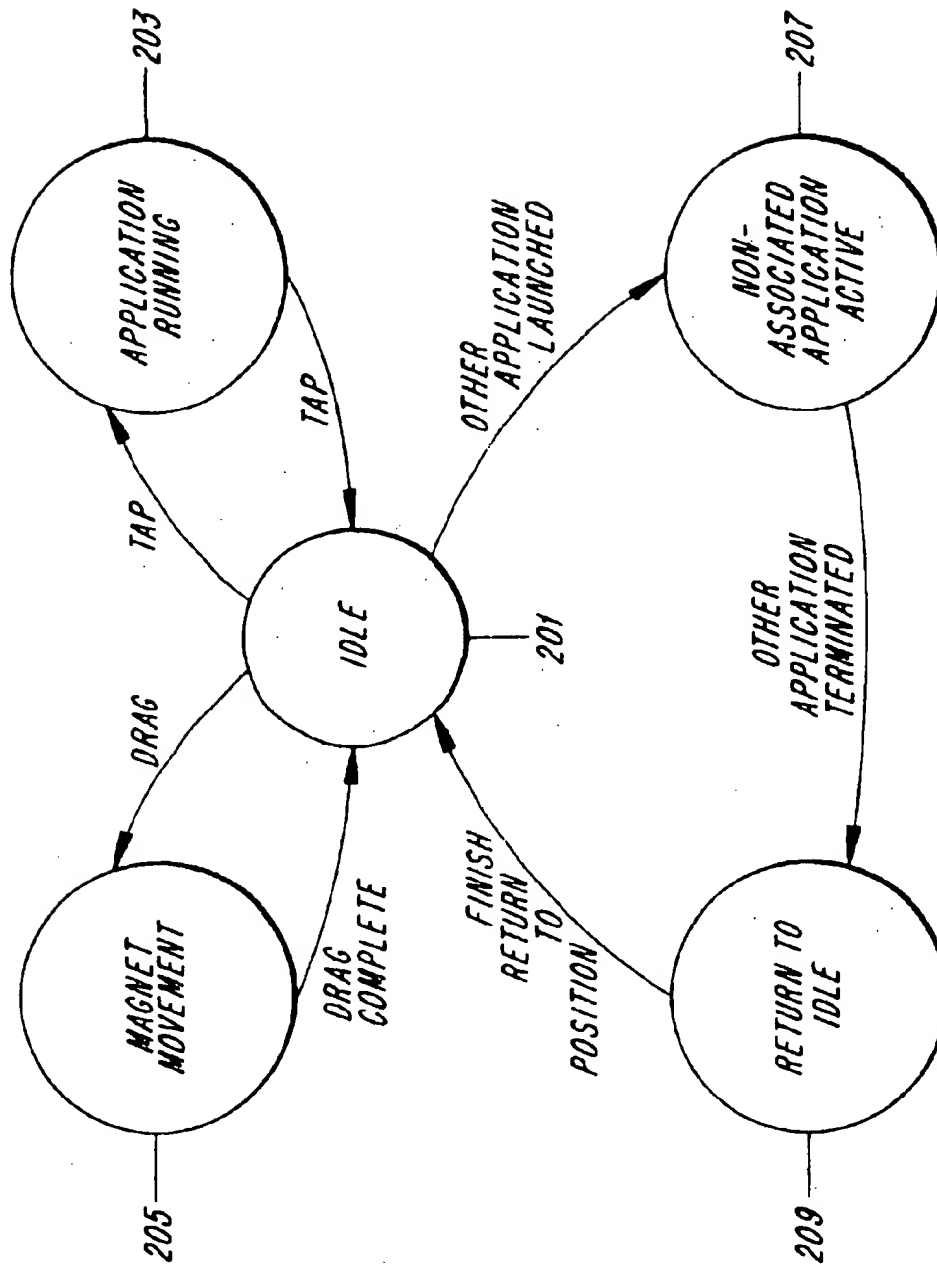 205
MAGNET
MOVEMENT
DRAG
DRAG
COMPLETE
TAP
TAP
APPLICATION
RUNNING
203
IDLE
201
209
RETURN TO
IDLE
FINISH
RETURN
TO
POSITION
OTHER
APPLICATION
TERMINATED
OTHER
APPLICATION
LAUNCHED
NON-
ASSOCIATED
APPLICATION
ACTIVE
207